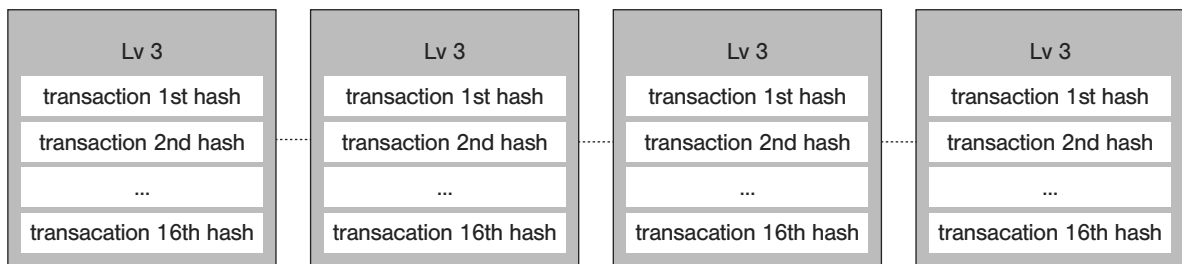 Lv 3
transaction 1st hash
transaction 2nd hash
...
transacation 16th hash
Lv 3
transaction 1st hash
transaction 2nd hash
...
transacation 16th hash
Lv 3
transaction 1st hash
transaction 2nd hash
...
transacation 16th hash
Lv 3
transaction 1st hash
transaction 2nd hash
...
transacation 16th hash